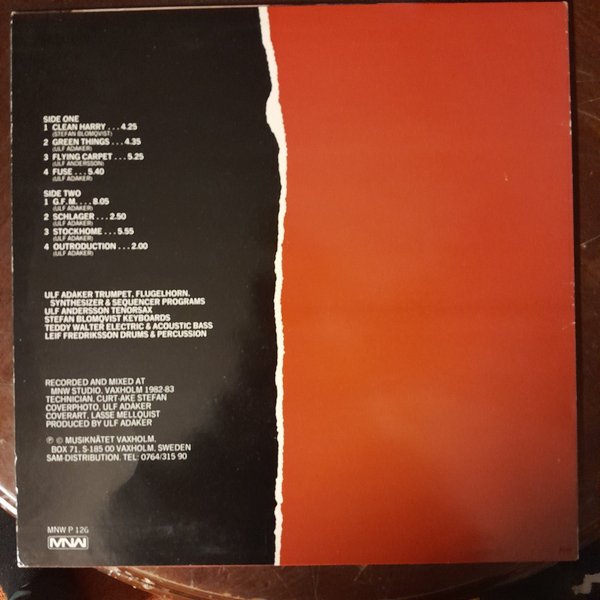 SIDE ONE
1 CLEAN HARRY . . . 4.25
(STEFAN BLOMQVIST)
2 GREEN THINGS . . . 4.35
(ULF ADAKER)
3 FLYING CARPET . . . 5.25
(ULF ANDERSSON)
4 FUSE . . . 5.40
(ULF ADAKER)
SIDE TWO
1 G.F.M. . . . 8.05
(ULF ADAKER)
2 SCHLAGER . . . 2.50
(ULF ADAKER)
3 STOCKHOME . . . 5.55
(ULF ADAKER)
4 OUTRODUCTION . . . 2.00
(ULF ADAKER)
ULF ADAKER TRUMPET, FLUGELHORN,
SYNTHESIZER & SEQUENCER PROGRAMS
ULF ANDERSSON TENORSAX
STEFAN BLOMQVIST KEYBOARDS
TEDDY WALTER ELECTRIC & ACOUSTIC BASS
LEIF FREDRIKSSON DRUMS & PERCUSSION
RECORDED AND MIXED AT
MNW STUDIO, VAXHOLM 1982-83
TECHNICIAN, CURT-AKE STEFAN
COVERPHOTO, ULF ADAKER
COVERART, LASSE MELLQUIST
PRODUCED BY ULF ADAKER
℗ © MUSIKNÄTET VAXHOLM.
BOX 71, S-185 00 VAXHOLM, SWEDEN
SAM-DISTRIBUTION. TEL: 0764/315 90
MNW P 126
MNW